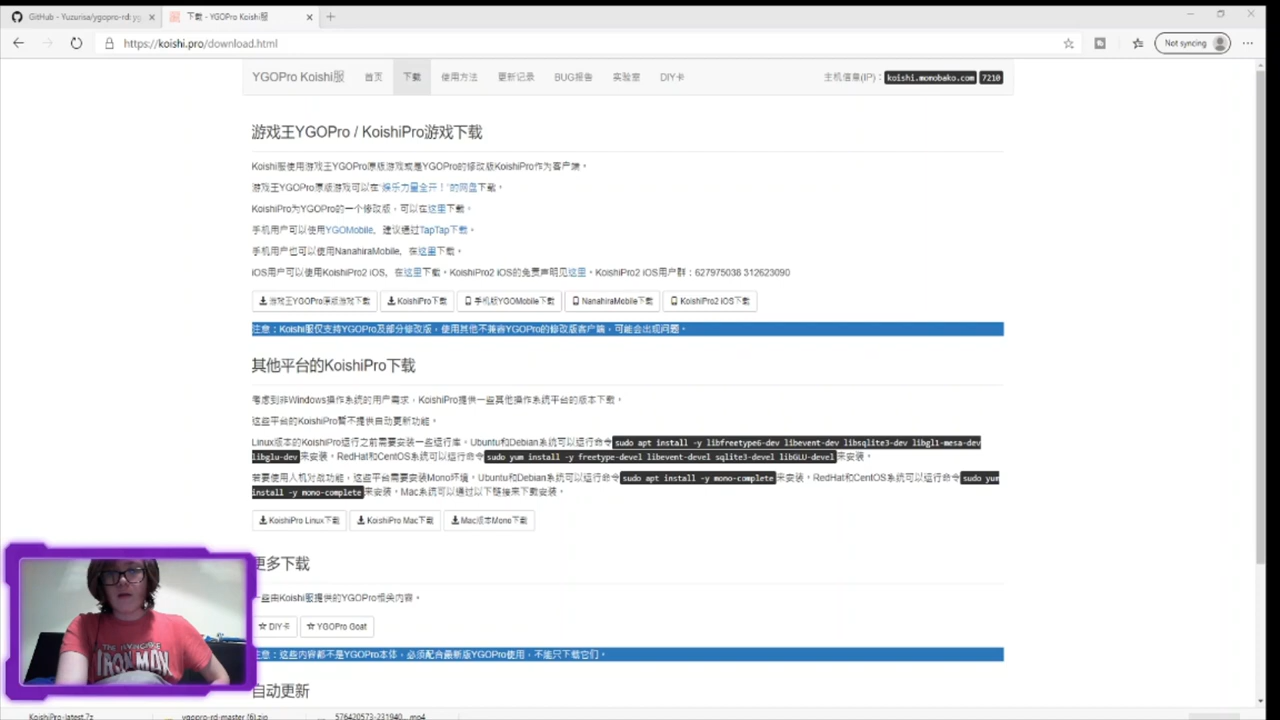 GitHub - Yuzurisa/ygopro-rd: yg
下载 - YGOPro Koishi服
https://koishi.pro/download.html
Not syncing
YGOPro Koishi服 首页 下载 使用方法 更新记录 BUG报告 实验室 DIY卡 主机信息(IP)： koishi.monobako.com 7210
游戏王YGOPro / KoishiPro游戏下载
Koishi服使用游戏王YGOPro原版游戏或是YGOPro的修改版KoishiPro作为客户端。
游戏王YGOPro原版游戏可以在“娱乐力量全开！”的网盘下载。
KoishiPro为YGOPro的一个修改版，可以在这里下载。
手机用户可以使用YGOMobile，建议通过TapTap下载。
手机用户也可以使用NanahiraMobile，在这里下载。
iOS用户可以使用KoishiPro2 iOS，在这里下载。KoishiPro2 iOS的免责声明见这里。KoishiPro2 iOS用户群：627975038 312623090
游戏王YGOPro原版游戏下载 KoishiPro下载 手机版YGOMobile下载 NanahiraMobile下载 KoishiPro2 iOS下载
注意：Koishi服仅支持YGOPro及部分修改版，使用其他不兼容YGOPro的修改版客户端，可能会出现问题。
其他平台的KoishiPro下载
考虑到非Windows操作系统的用户需求，KoishiPro提供一些其他操作系统平台的版本下载。
这些平台的KoishiPro暂不提供自动更新功能。
Linux版本的KoishiPro运行之前需要安装一些运行库。Ubuntu和Debian系统可以运行命令 sudo apt install -y libfreetype6-dev libevent-dev libsqlite3-dev libgl1-mesa-dev
libglu-dev 来安装。RedHat和CentOS系统可以运行命令 sudo yum install -y freetype-devel libevent-devel sqlite3-devel libGLU-devel 来安装。
若要使用人机对战功能，这些平台需要安装Mono环境。Ubuntu和Debian系统可以运行命令 sudo apt install -y mono-complete 来安装，RedHat和CentOS系统可以运行命令 sudo yum
install -y mono-complete 来安装，Mac系统可以通过以下链接来下载安装。
KoishiPro Linux下载 KoishiPro Mac下载 Mac版本Mono下载
更多下载
一些由Koishi服提供的YGOPro相关内容。
DIY卡 YGOPro Goat
注意：这些内容都不是YGOPro本体，必须配合最新版YGOPro使用，不能只下载它们。
自动更新
THE INVINCIBLE
IRON MAN
KoishiPro-latest.7z ygopro-rd-master (6).zip 576420573-231940....mp4